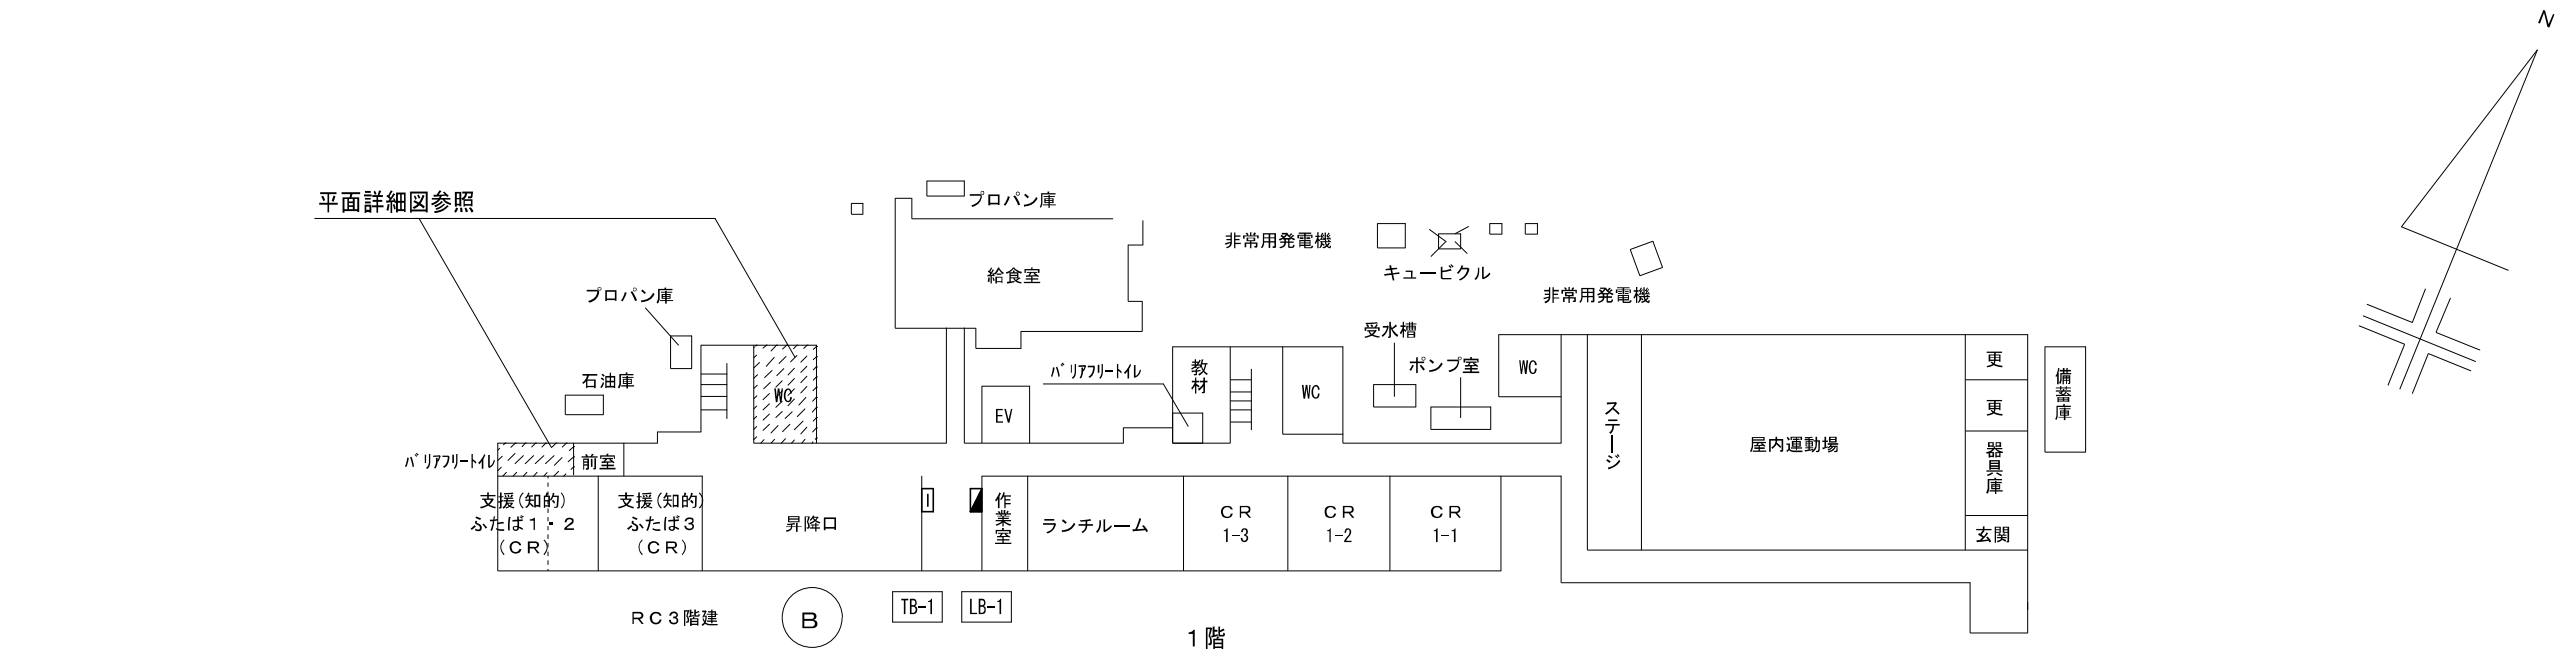 N
平面詳細図参照
プロパン庫
非常用発電機
キュービクル
給食室
プロパン庫
非常用発電機
受水槽
ポンプ室
石油庫
WC
バリアフリートイレ
教材
WC
WC
EV
更
更
備蓄庫
ステージ
屋内運動場
器具庫
玄関
バリアフリートイレ
前室
支援(知的)
ふたば1・2
(CR)
支援(知的)
ふたば3
(CR)
昇降口
作業室
ランチルーム
CR
1-3
CR
1-2
CR
1-1
RC3階建
B
TB-1
LB-1
1階